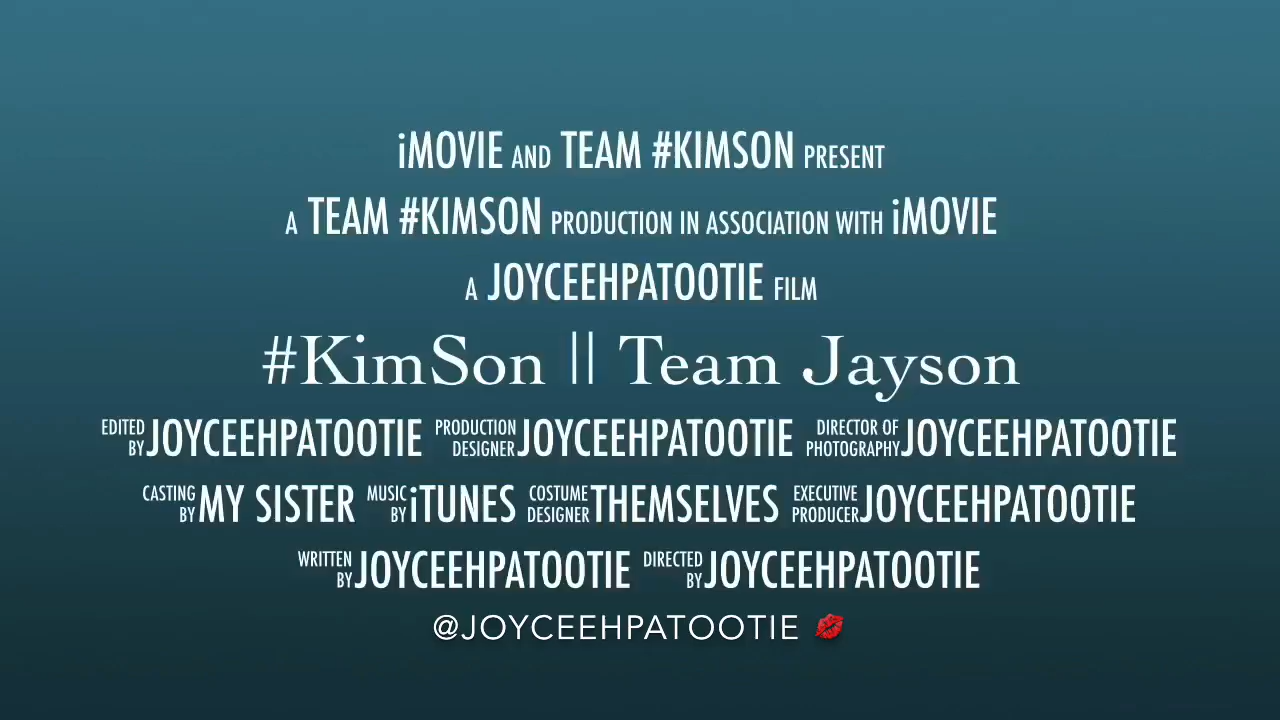 iMOVIE AND TEAM #KIMSON PRESENT
A TEAM #KIMSON PRODUCTION IN ASSOCIATION WITH iMOVIE
A JOYCEEHPATOOTIE FILM
#KimSon || Team Jayson
EDITED BY JOYCEEHPATOOTIE PRODUCTION DESIGNER JOYCEEHPATOOTIE DIRECTOR OF PHOTOGRAPHY JOYCEEHPATOOTIE
CASTING BY MY SISTER MUSIC BY iTUNES COSTUME DESIGNER THEMSELVES EXECUTIVE PRODUCER JOYCEEHPATOOTIE
WRITTEN BY JOYCEEHPATOOTIE DIRECTED BY JOYCEEHPATOOTIE
@JOYCEEHPATOOTIE 💋